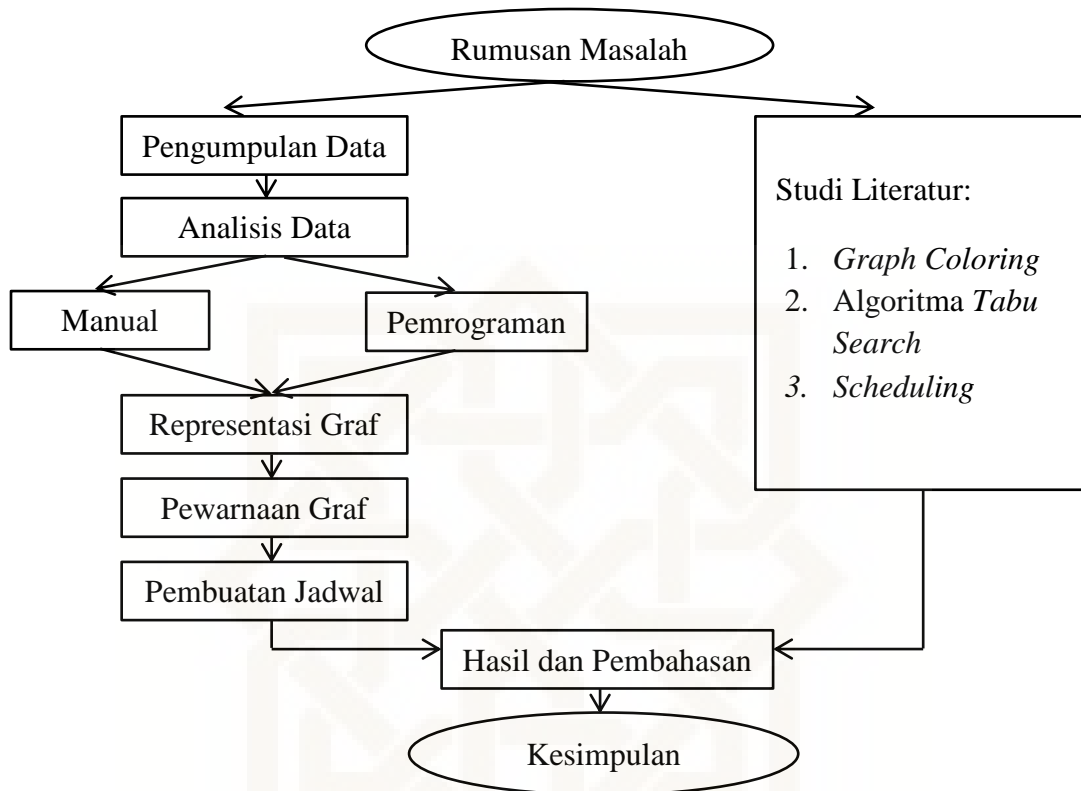 Rumusan Masalah
Pengumpulan Data
Analisis Data
Manual
Pemrograman
Representasi Graf
Pewarnaan Graf
Pembuatan Jadwal
Studi Literatur:
1. Graph Coloring
2. Algoritma Tabu
Search
3. Scheduling
Hasil dan Pembahasan
Kesimpulan